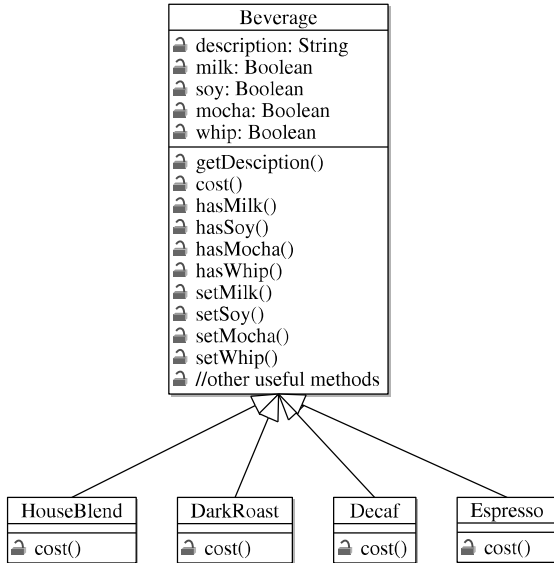 Beverage
description: String
milk: Boolean
soy: Boolean
mocha: Boolean
whip: Boolean
getDesciption()
cost()
hasMilk()
hasSoy()
hasMocha()
hasWhip()
setMilk()
setSoy()
setMocha()
setWhip()
//other useful methods
HouseBlend
cost()
DarkRoast
cost()
Decaf
cost()
Espresso
cost()